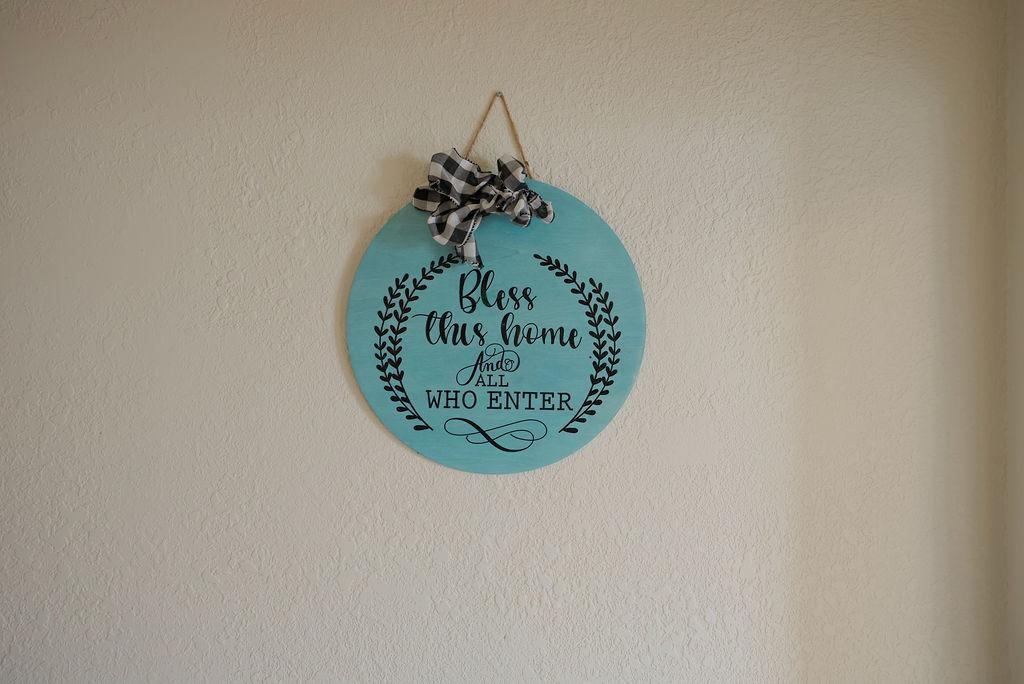 Bless
this home
And
ALL
WHO ENTER